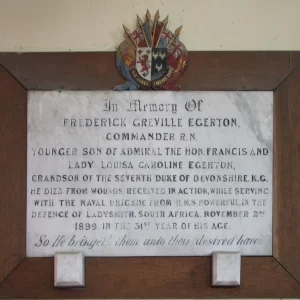 In Memory Of
FREDERICK GREVILLE EGERTON,
COMMANDER R.N.
YOUNGER SON OF ADMIRAL THE HON. FRANCIS AND
LADY LOUISA CAROLINE EGERTON,
GRANDSON OF THE SEVENTH DUKE OF DEVONSHIRE, K.G.
HE DIED FROM WOUNDS RECEIVED IN ACTION, WHILE SERVING
WITH THE NAVAL BRIGADE FROM H.M.S POWERFUL, IN THE
DEFENCE OF LADYSMITH, SOUTH AFRICA, NOVEMBER 2ND
1899 IN THE 31ST YEAR OF HIS AGE.
So He bringeth them unto their desired haven